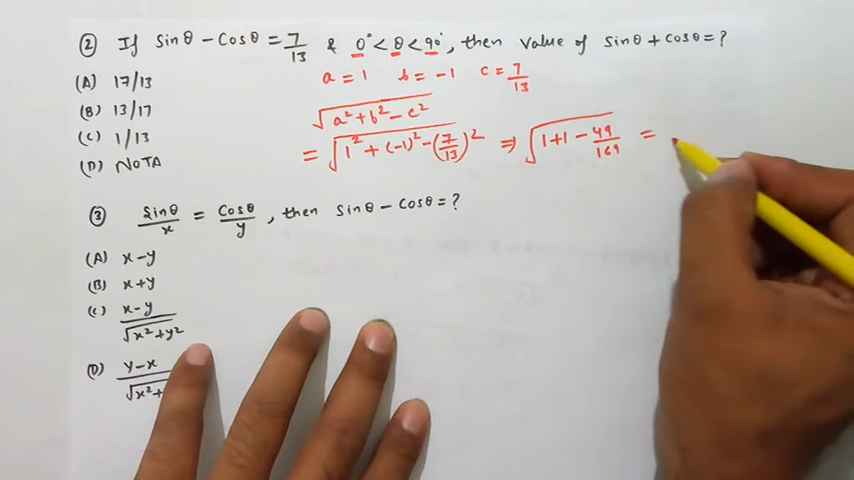 ② If sinθ - cosθ = 7/13 & 0° < θ < 90°, then value of sinθ + cosθ = ?
(A) 17/13
a = 1 b = -1 c = 7/13
(B) 13/17
√a² + b² - c²
(C) 1/13
= √1² + (-1)² - (7/13)² ⇒ √1+1 - 49/169 =
(D) NOTA
③ sinθ/x = cosθ/y, then sinθ - cosθ = ?
(A) x-y
(B) x+y
(C) x-y/√x²+y²
(D) y-x/√x²+